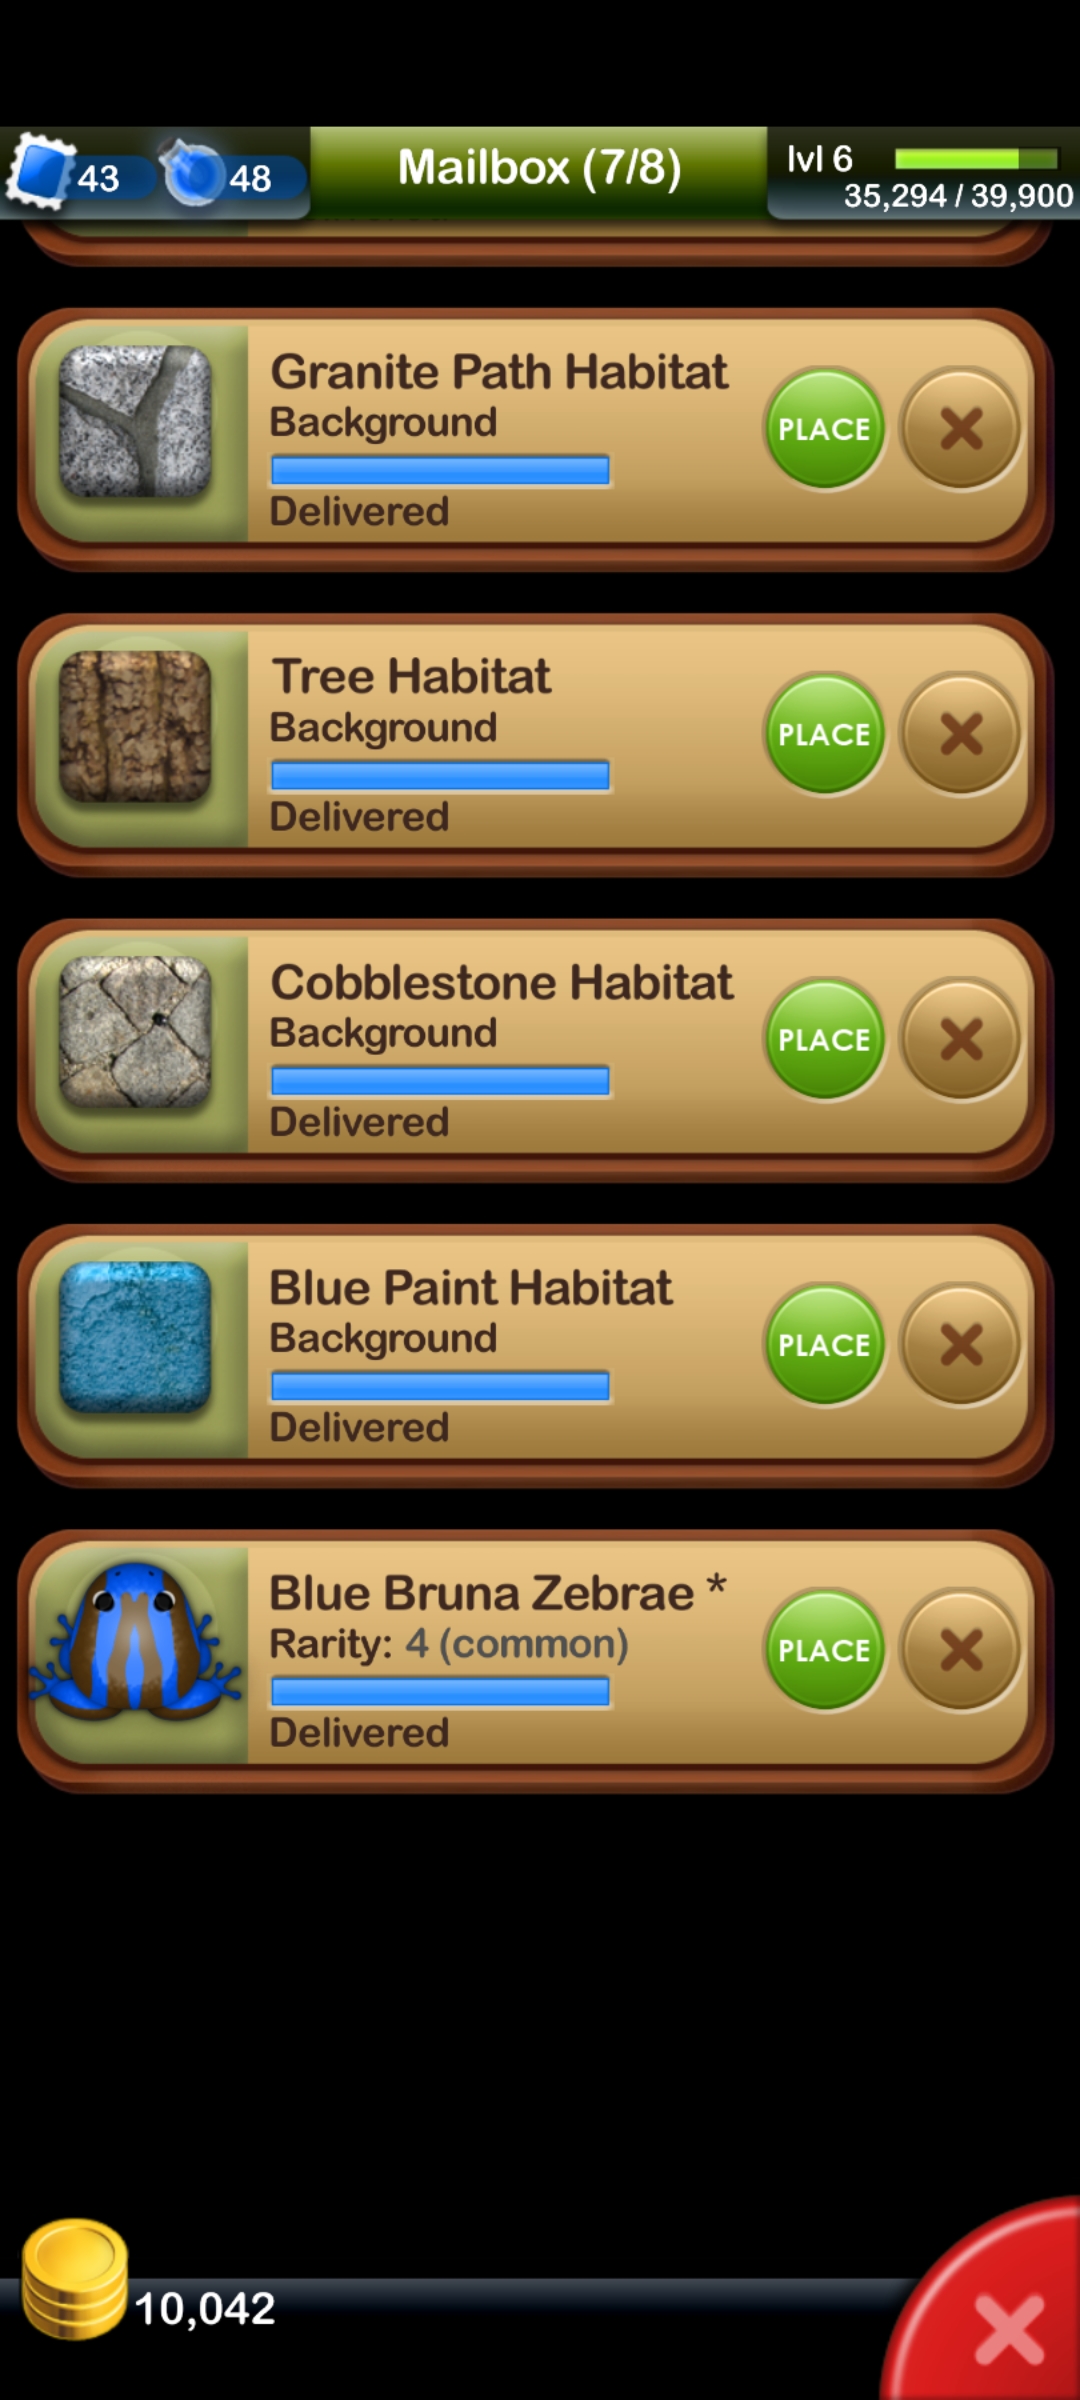 43
48
Mailbox (7/8)
lvl 6
35,294 / 39,900
Granite Path Habitat
Background
Delivered
PLACE
Tree Habitat
Background
Delivered
PLACE
Cobblestone Habitat
Background
Delivered
PLACE
Blue Paint Habitat
Background
Delivered
PLACE
Blue Bruna Zebrae *
Rarity: 4 (common)
Delivered
PLACE
10,042